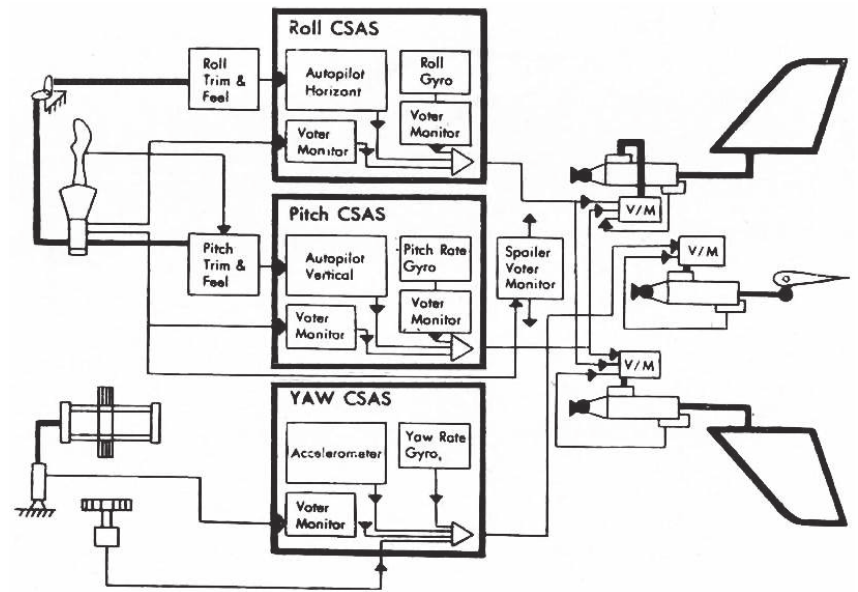 Roll CSAS
Roll
Trim &
Feel
Autopilot
Horizont
Roll
Gyro
Voter
Monitor
Voter
Monitor
V/M
Pitch CSAS
Pitch
Trim &
Feel
Autopilot
Vertical
Pitch Rate
Gyro
Voter
Monitor
Voter
Monitor
Spoiler
Voter
Monitor
V/M
V/M
YAW CSAS
Accelerometer
Yaw Rate
Gyro,
Voter
Monitor